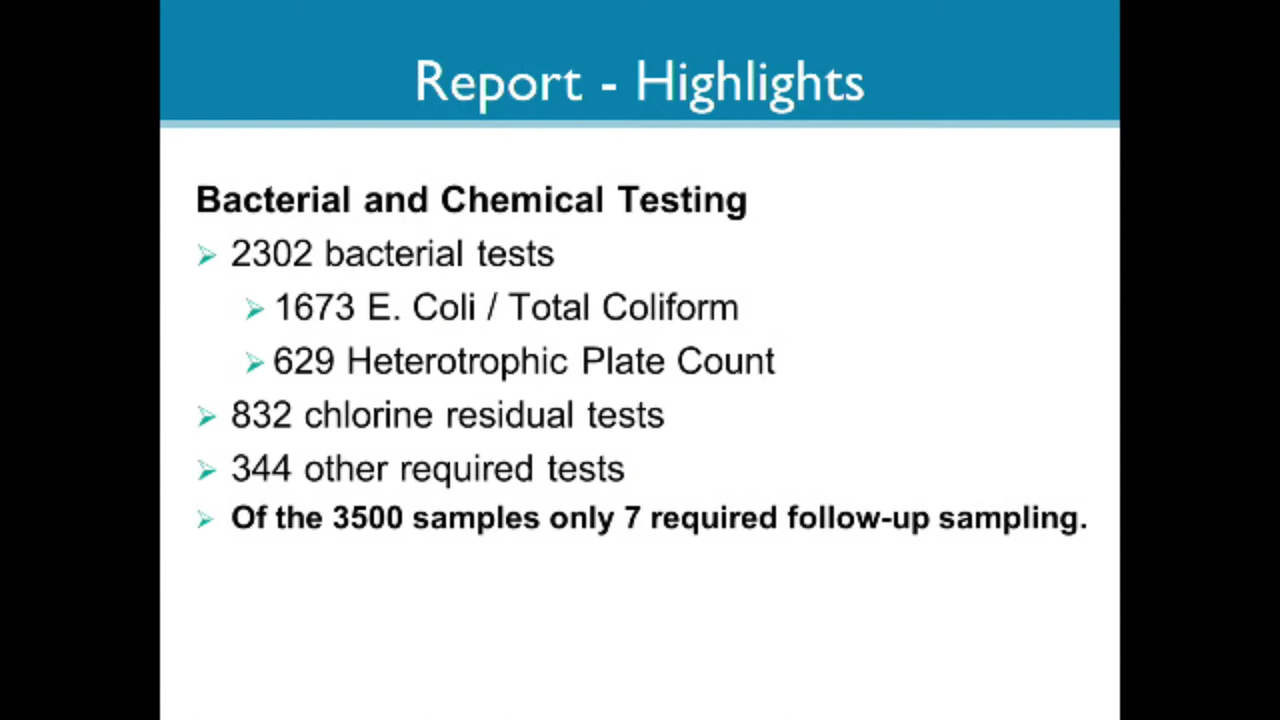 Report - Highlights
Bacterial and Chemical Testing
2302 bacterial tests
1673 E. Coli / Total Coliform
629 Heterotrophic Plate Count
832 chlorine residual tests
344 other required tests
Of the 3500 samples only 7 required follow-up sampling.